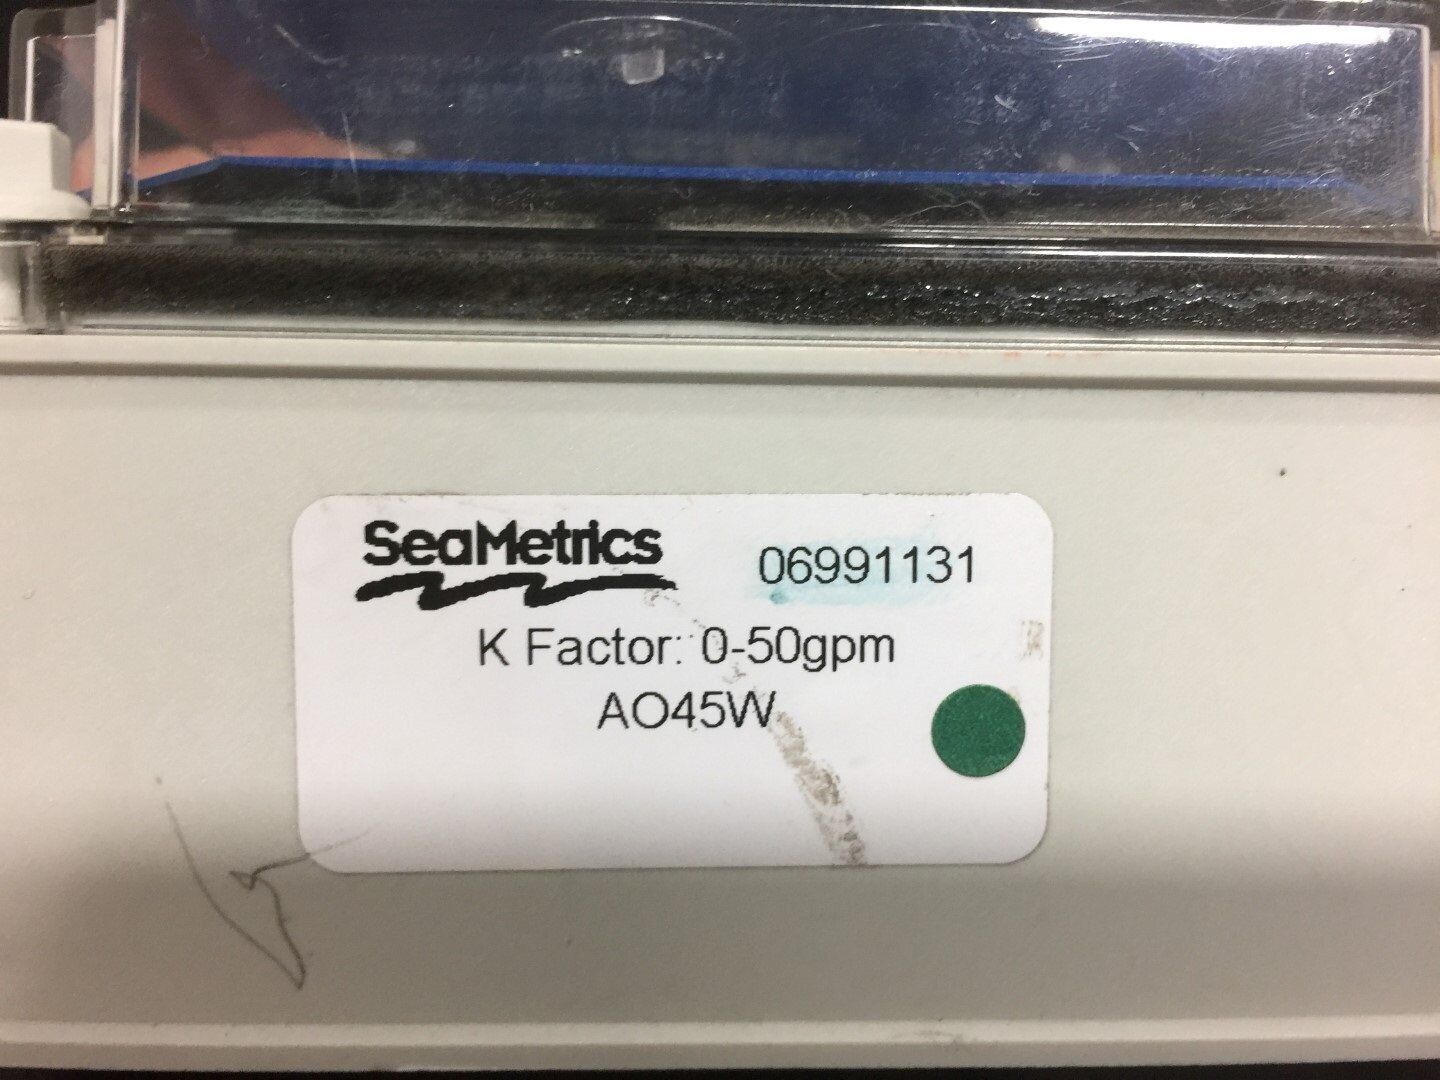 SeaMetrics
06991131
K Factor: 0-50gpm
AO45W